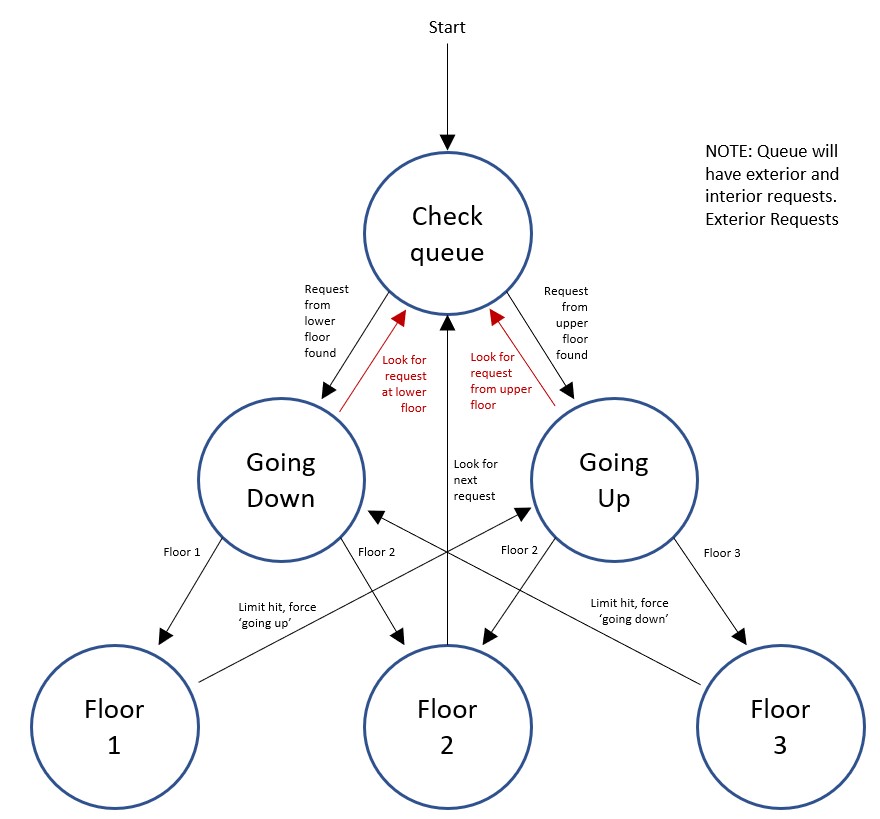 Start
NOTE: Queue will
have exterior and
interior requests.
Exterior Requests
Check
queue
Request
from
lower
floor
found
Request
from
upper
floor
found
Look for
request
at lower
floor
Look for
request
from upper
floor
Going
Down
Look for
next
request
Going
Up
Floor 1
Floor 2
Floor 2
Floor 3
Limit hit, force
‘going up’
Limit hit, force
‘going down’
Floor
1
Floor
2
Floor
3